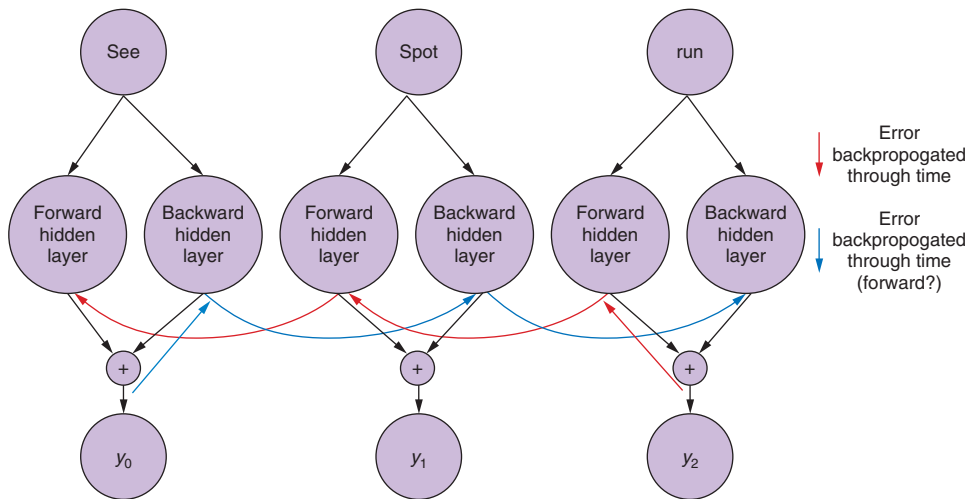 See
Spot
run
Error
backpropogated
through time
Forward
hidden
layer
Backward
hidden
layer
Forward
hidden
layer
Backward
hidden
layer
Forward
hidden
layer
Backward
hidden
layer
Error
backpropogated
through time
(forward?)
+
+
+
y₀
y₁
y₂